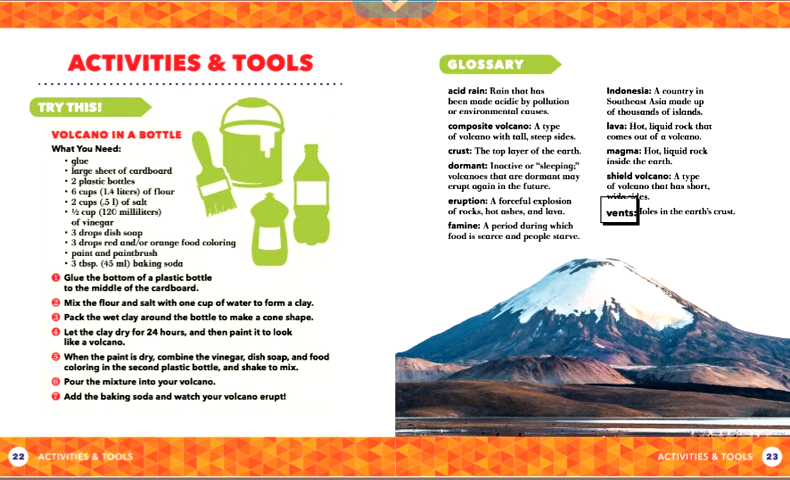 ACTIVITIES & TOOLS
TRY THIS!
VOLCANO IN A BOTTLE
What You Need:
• glue
• large sheet of cardboard
• 2 plastic bottles
• 6 cups (1.4 liters) of flour
• 2 cups (.5 l) of salt
• ½ cup (120 milliliters)
of vinegar
• 3 drops dish soap
• 3 drops red and/or orange food coloring
• paint and paintbrush
• 3 tbsp. (45 ml) baking soda
1 Glue the bottom of a plastic bottle
to the middle of the cardboard.
2 Mix the flour and salt with one cup of water to form a clay.
3 Pack the wet clay around the bottle to make a cone shape.
4 Let the clay dry for 24 hours, and then paint it to look
like a volcano.
5 When the paint is dry, combine the vinegar, dish soap, and food
coloring in the second plastic bottle, and shake to mix.
6 Pour the mixture into your volcano.
7 Add the baking soda and watch your volcano erupt!
22 ACTIVITIES & TOOLS
GLOSSARY
acid rain: Rain that has
been made acidic by pollution
or environmental causes.
composite volcano: A type
of volcano with tall, steep sides.
crust: The top layer of the earth.
dormant: Inactive or “sleeping;”
volcanoes that are dormant may
erupt again in the future.
eruption: A forceful explosion
of rocks, hot ashes, and lava.
famine: A period during which
food is scarce and people starve.
Indonesia: A country in
Southeast Asia made up
of thousands of islands.
lava: Hot, liquid rock that
comes out of a volcano.
magma: Hot, liquid rock
inside the earth.
shield volcano: A type
of volcano that has short,
vents: in the earth's crust.
ACTIVITIES & TOOLS 23